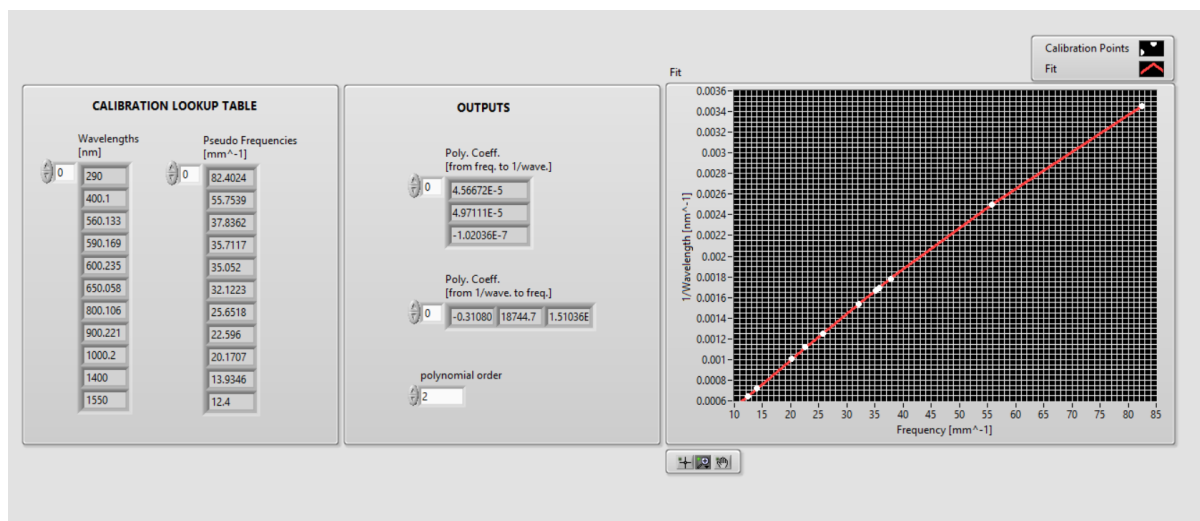 CALIBRATION LOOKUP TABLE
Wavelengths
[nm]
0
290
400.1
560.133
590.169
600.235
650.058
800.106
900.221
1000.2
1400
1550
Pseudo Frequencies
[mm^-1]
0
82.4024
55.7539
37.8362
35.7117
35.052
32.1223
25.6518
22.596
20.1707
13.9346
12.4
OUTPUTS
Poly. Coeff.
[from freq. to 1/wave.]
0
4.56672E-5
4.97111E-5
-1.02036E-7
Poly. Coeff.
[from 1/wave. to freq.]
0 -0.31080 18744.7 1.51036E
polynomial order
2
Calibration Points
Fit
Fit
1/Wavelength [nm^-1]
0.0036
0.0034
0.0032
0.003
0.0028
0.0026
0.0024
0.0022
0.002
0.0018
0.0016
0.0014
0.0012
0.001
0.0008
0.0006
10 15 20 25 30 35 40 45 50 55 60 65 70 75 80 85
Frequency [mm^-1]